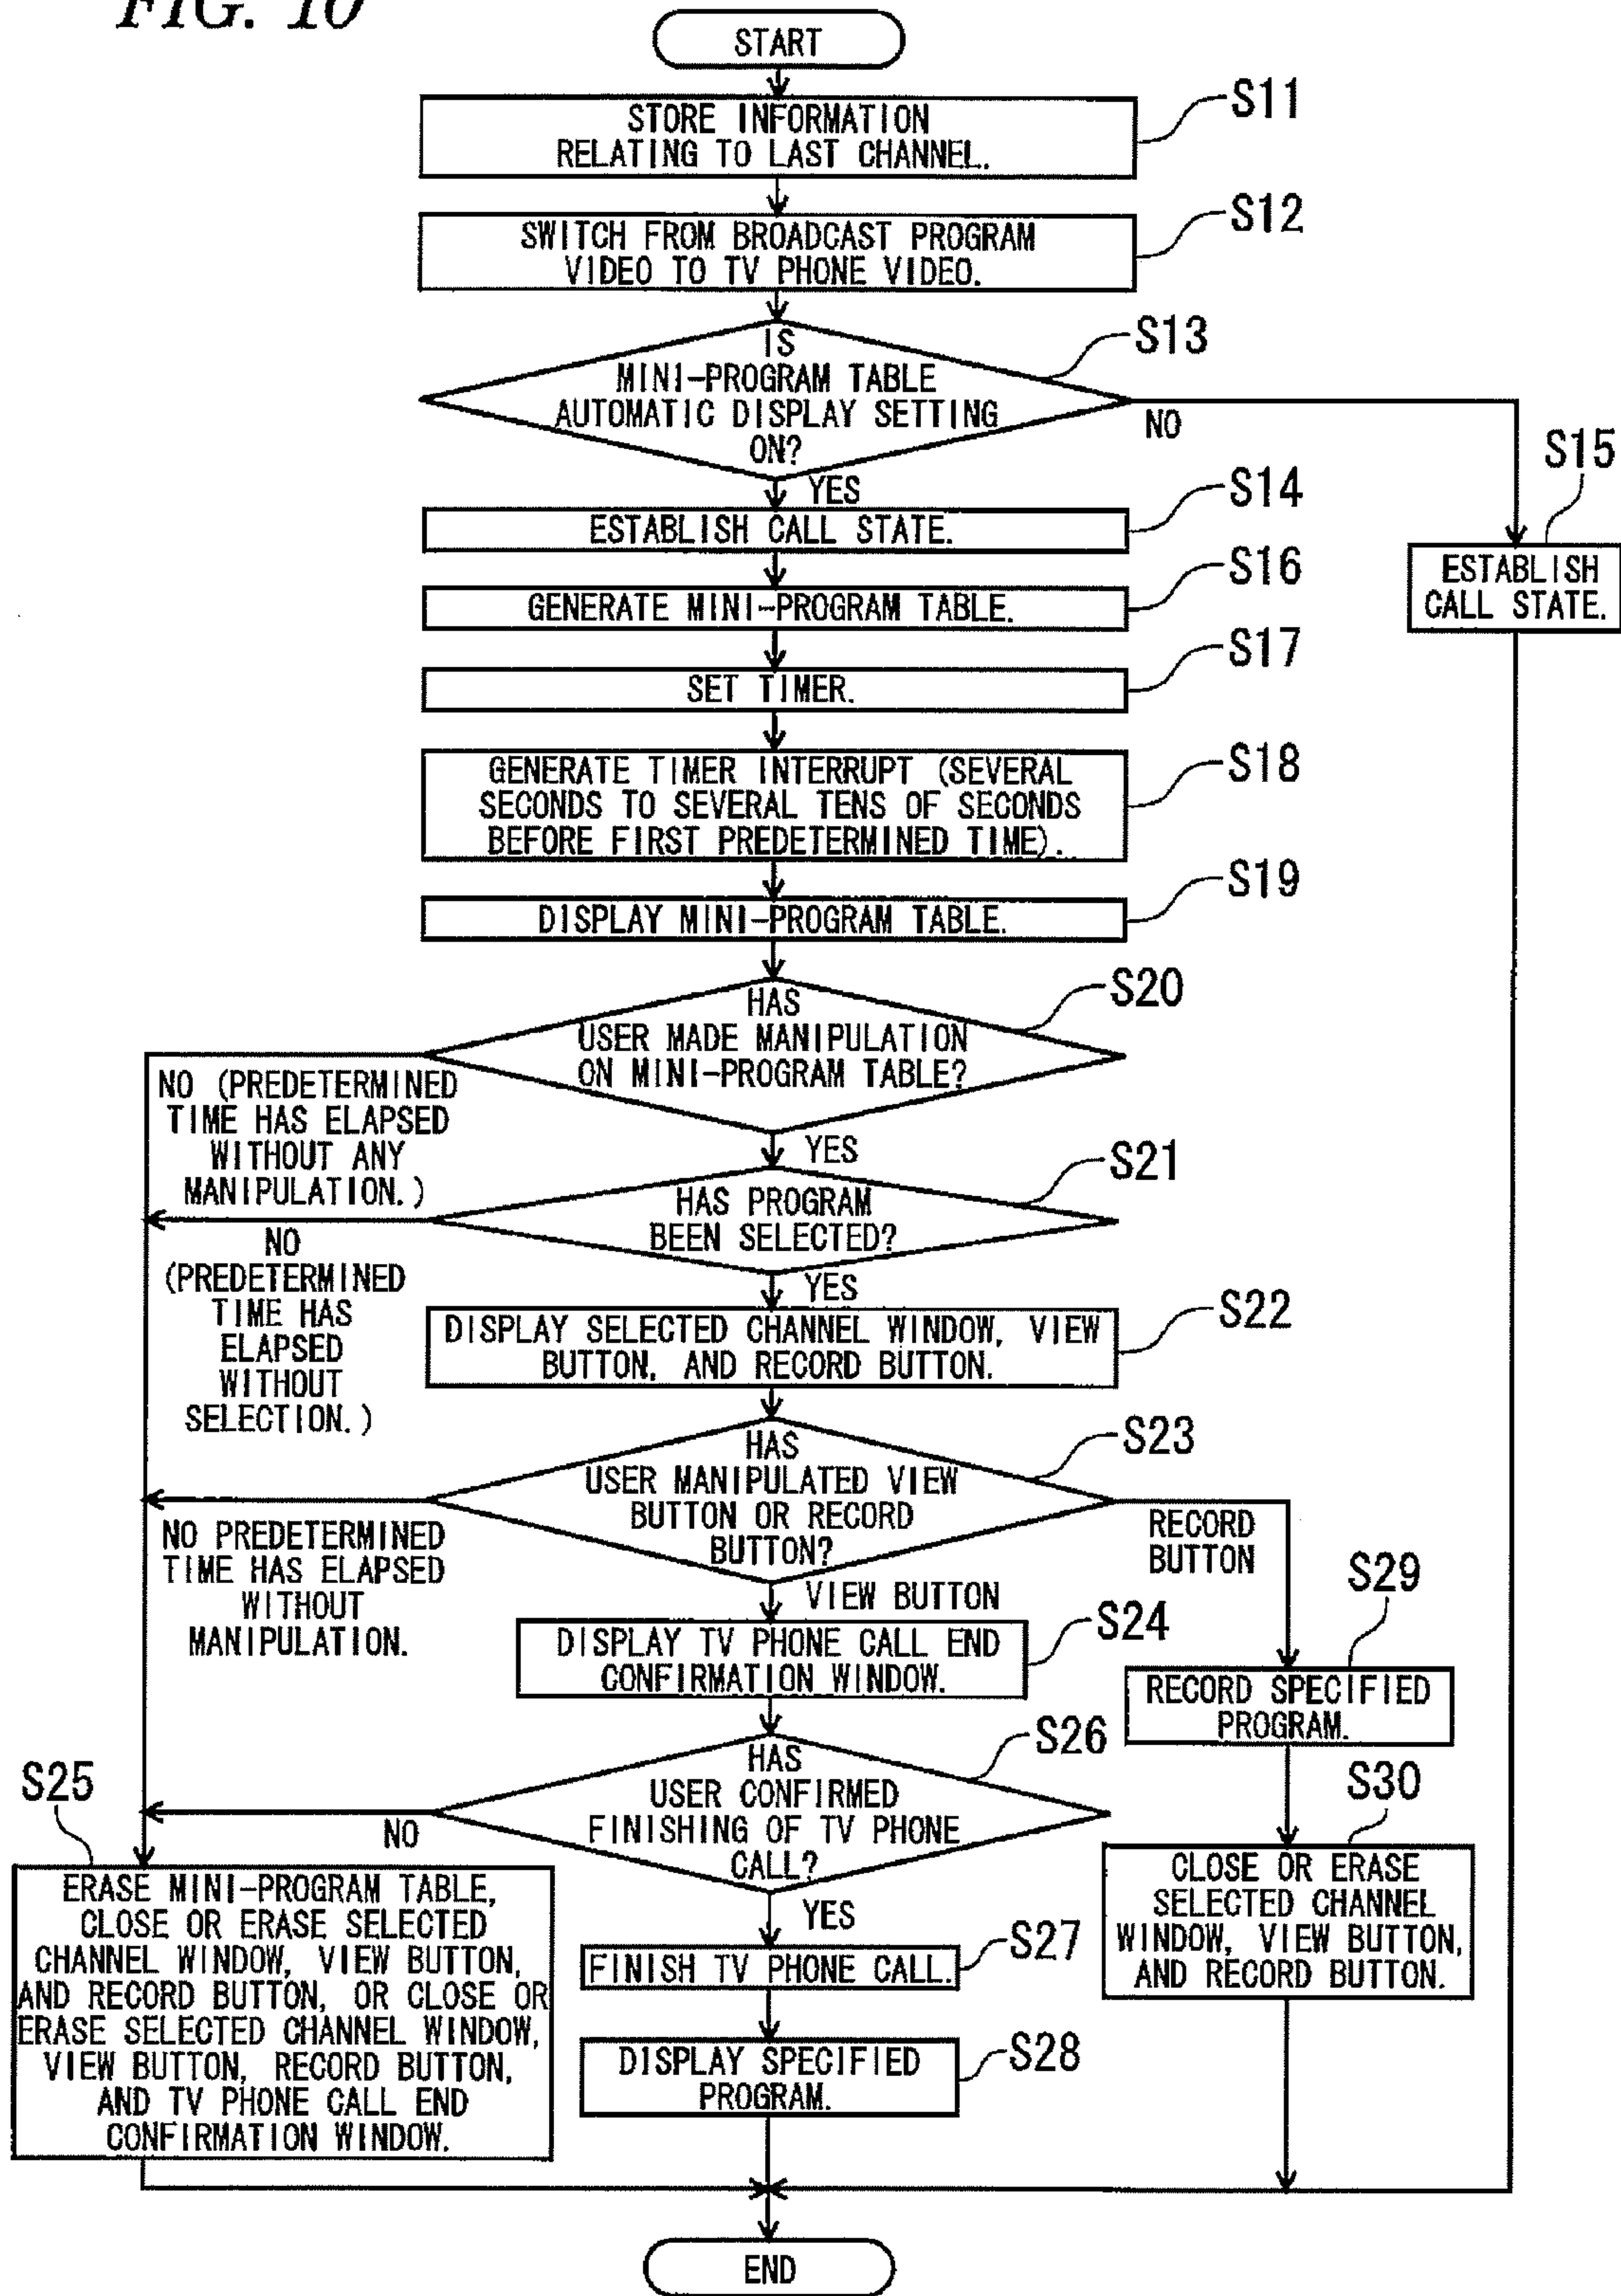 FIG. 10
START
S11
STORE INFORMATION
RELATING TO LAST CHANNEL.
S12
SWITCH FROM BROADCAST PROGRAM
VIDEO TO TV PHONE VIDEO.
S13
IS
MINI-PROGRAM TABLE
AUTOMATIC DISPLAY SETTING
ON?
NO
YES
S14
ESTABLISH CALL STATE.
S15
ESTABLISH
CALL STATE.
S16
GENERATE MINI-PROGRAM TABLE.
S17
SET TIMER.
S18
GENERATE TIMER INTERRUPT (SEVERAL
SECONDS TO SEVERAL TENS OF SECONDS
BEFORE FIRST PREDETERMINED TIME).
S19
DISPLAY MINI-PROGRAM TABLE.
S20
HAS
USER MADE MANIPULATION
ON MINI-PROGRAM TABLE?
NO (PREDETERMINED
TIME HAS ELAPSED
WITHOUT ANY
MANIPULATION.)
YES
S21
HAS PROGRAM
BEEN SELECTED?
NO
(PREDETERMINED
TIME HAS
ELAPSED
WITHOUT
SELECTION.)
YES
S22
DISPLAY SELECTED CHANNEL WINDOW, VIEW
BUTTON, AND RECORD BUTTON.
S23
HAS
USER MANIPULATED VIEW
BUTTON OR RECORD
BUTTON?
NO PREDETERMINED
TIME HAS ELAPSED
WITHOUT
MANIPULATION.
RECORD
BUTTON
VIEW BUTTON
S24
DISPLAY TV PHONE CALL END
CONFIRMATION WINDOW.
S29
RECORD SPECIFIED
PROGRAM.
S26
HAS
USER CONFIRMED
FINISHING OF TV PHONE
CALL?
NO
YES
S25
ERASE MINI-PROGRAM TABLE,
CLOSE OR ERASE SELECTED
CHANNEL WINDOW, VIEW BUTTON,
AND RECORD BUTTON, OR CLOSE OR
ERASE SELECTED CHANNEL WINDOW,
VIEW BUTTON, RECORD BUTTON,
AND TV PHONE CALL END
CONFIRMATION WINDOW.
S30
CLOSE OR ERASE
SELECTED CHANNEL
WINDOW, VIEW BUTTON,
AND RECORD BUTTON.
S27
FINISH TV PHONE CALL.
S28
DISPLAY SPECIFIED
PROGRAM.
END